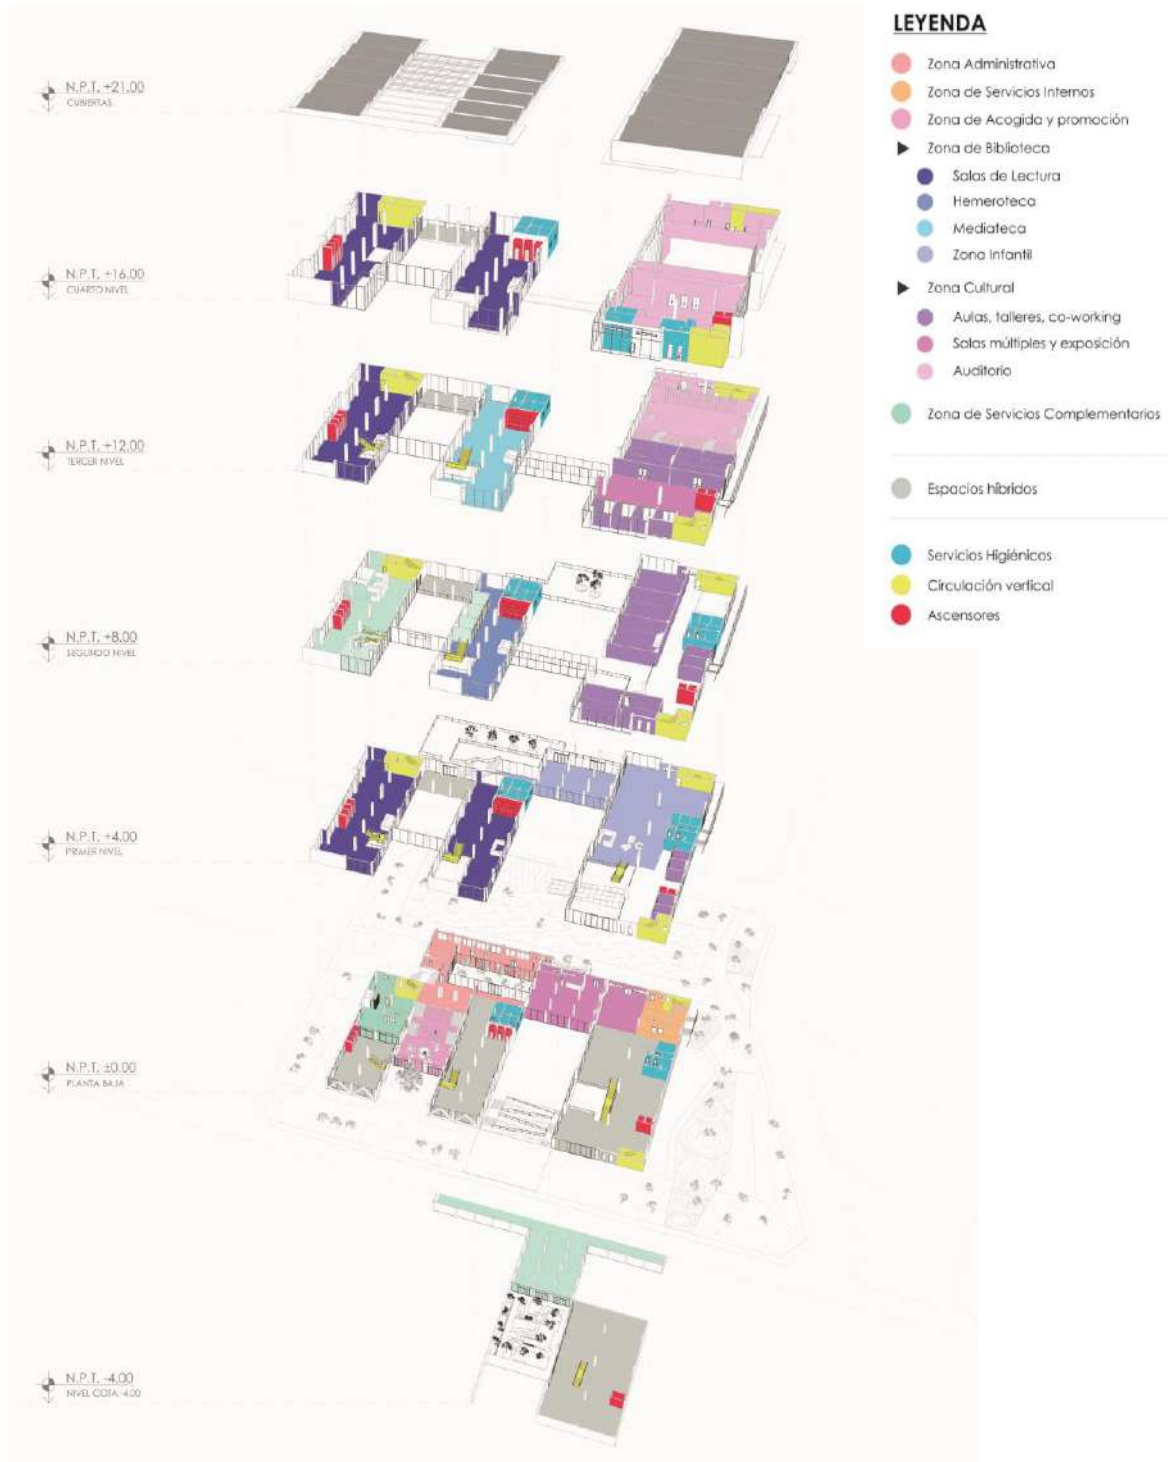 LEYENDA
Zona Administrativa
Zona de Servicios Internos
Zona de Acogida y promoción
Zona de Biblioteca
Salas de Lectura
Hemeroteca
Mediateca
Zona Infantil
Zona Cultural
Aulas, talleres, co-working
Salas múltiples y exposición
Auditorio
Zona de Servicios Complementarios
Espacios híbridos
Servicios Higiénicos
Circulación vertical
Ascensores
N.P.T. +21.00
CUBIERTAS
N.P.T. +16.00
CUARTO NIVEL
N.P.T. +12.00
TERCER NIVEL
N.P.T. +8.00
SEGUNDO NIVEL
N.P.T. +4.00
PRIMER NIVEL
N.P.T. ±0.00
PLANTA BAJA
N.P.T. -4.00
NIVEL COTA -4.00